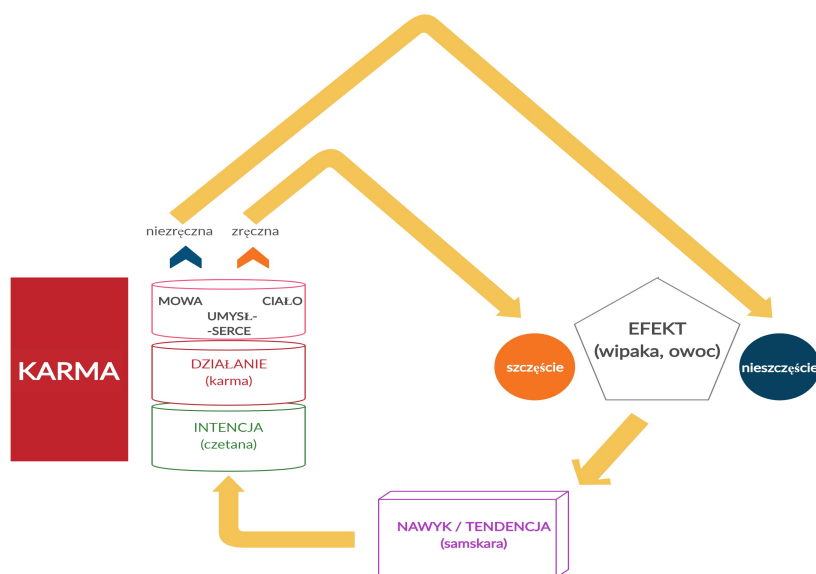 niezręczna
zręczna
KARMA
MOWA
CIAŁO
UMYSŁ-
-SERCE
DZIAŁANIE
(karma)
INTENCJA
(czetana)
szczęście
EFEKT
(wipaka, owoc)
nieszczęście
NAWYK / TENDENCJA
(samskara)